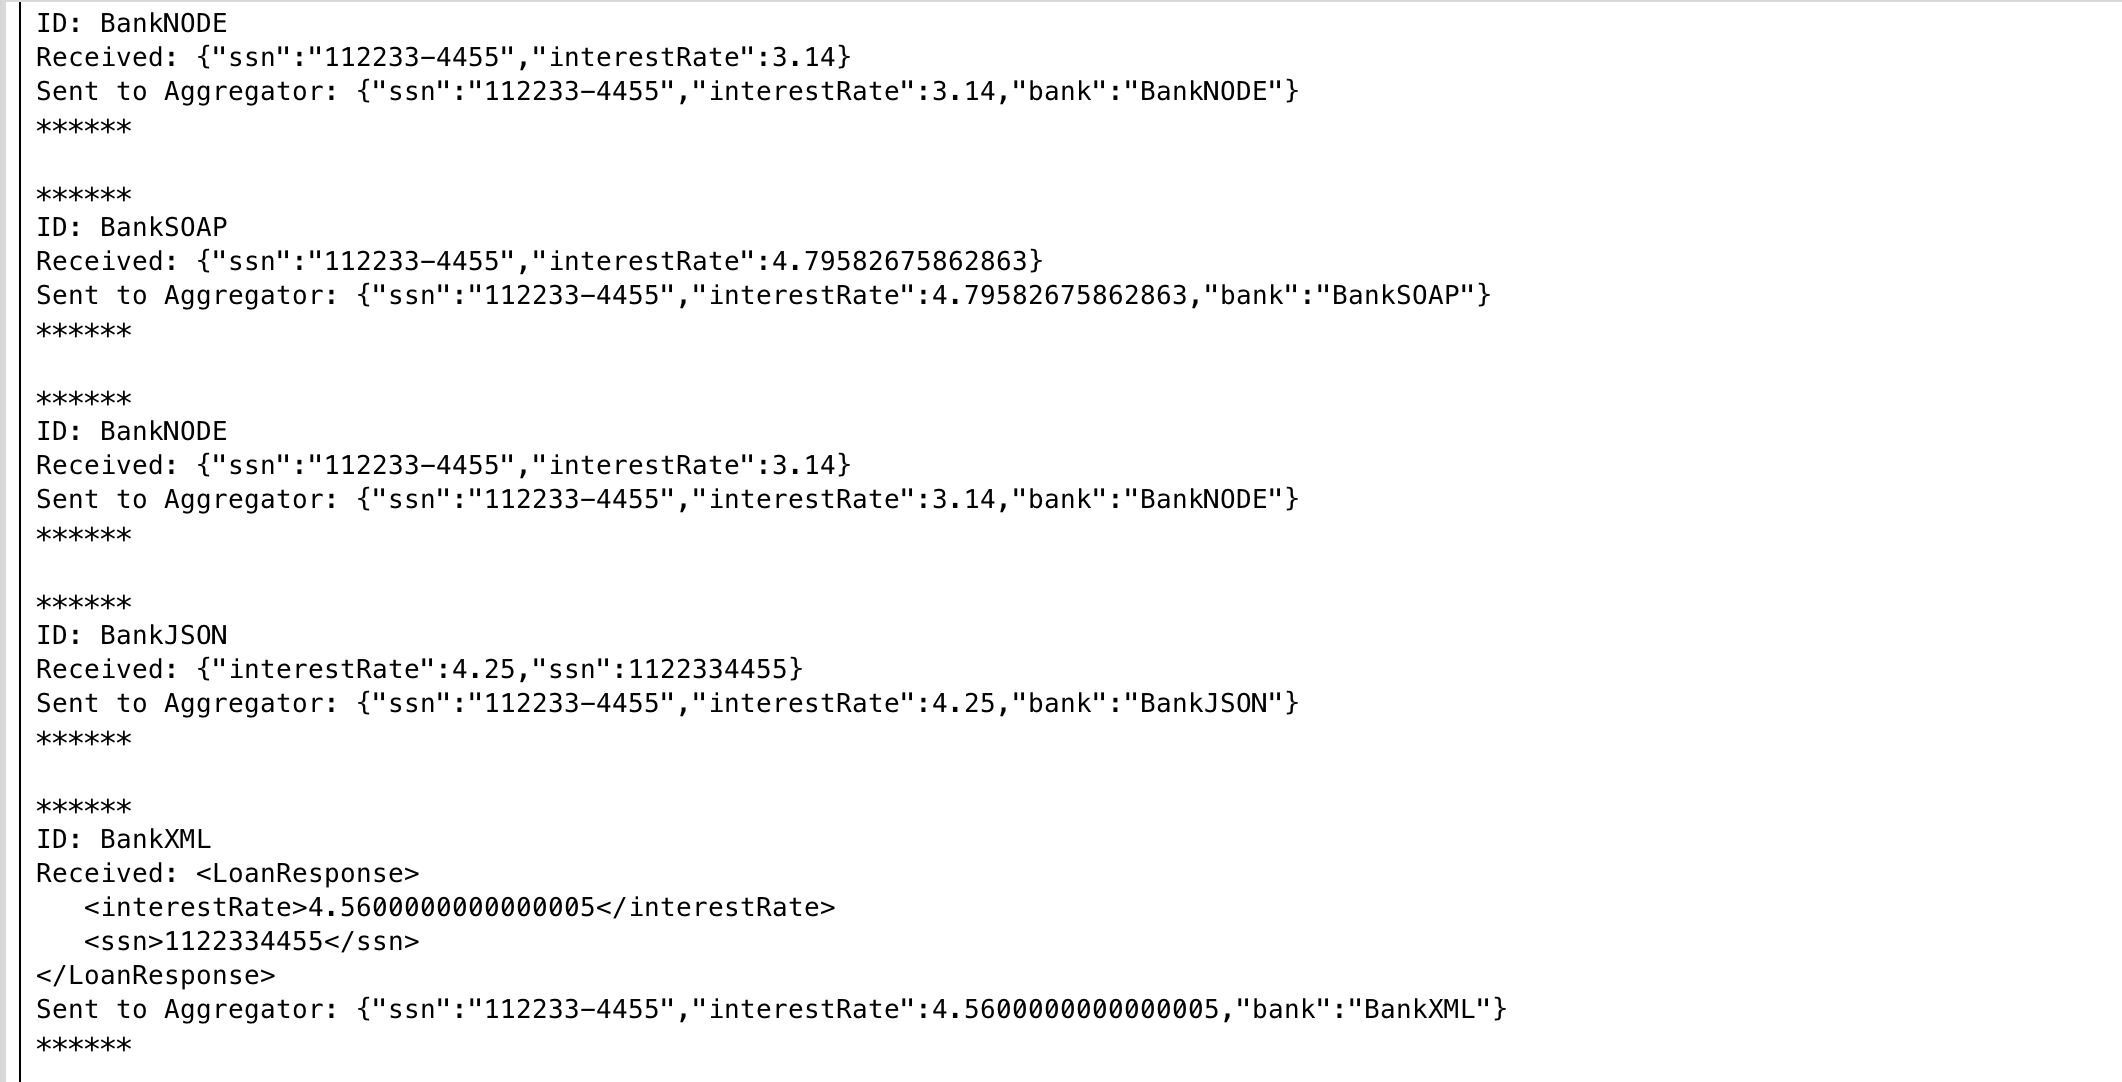 ID: BankNODE
Received: {"ssn":"112233-4455","interestRate":3.14}
Sent to Aggregator: {"ssn":"112233-4455","interestRate":3.14,"bank":"BankNODE"}
******
******
ID: BankSOAP
Received: {"ssn":"112233-4455","interestRate":4.79582675862863}
Sent to Aggregator: {"ssn":"112233-4455","interestRate":4.79582675862863,"bank":"BankSOAP"}
******
******
ID: BankNODE
Received: {"ssn":"112233-4455","interestRate":3.14}
Sent to Aggregator: {"ssn":"112233-4455","interestRate":3.14,"bank":"BankNODE"}
******
******
ID: BankJSON
Received: {"interestRate":4.25,"ssn":1122334455}
Sent to Aggregator: {"ssn":"112233-4455","interestRate":4.25,"bank":"BankJSON"}
******
******
ID: BankXML
Received: <LoanResponse>
   <interestRate>4.5600000000000005</interestRate>
   <ssn>1122334455</ssn>
</LoanResponse>
Sent to Aggregator: {"ssn":"112233-4455","interestRate":4.5600000000000005,"bank":"BankXML"}
******